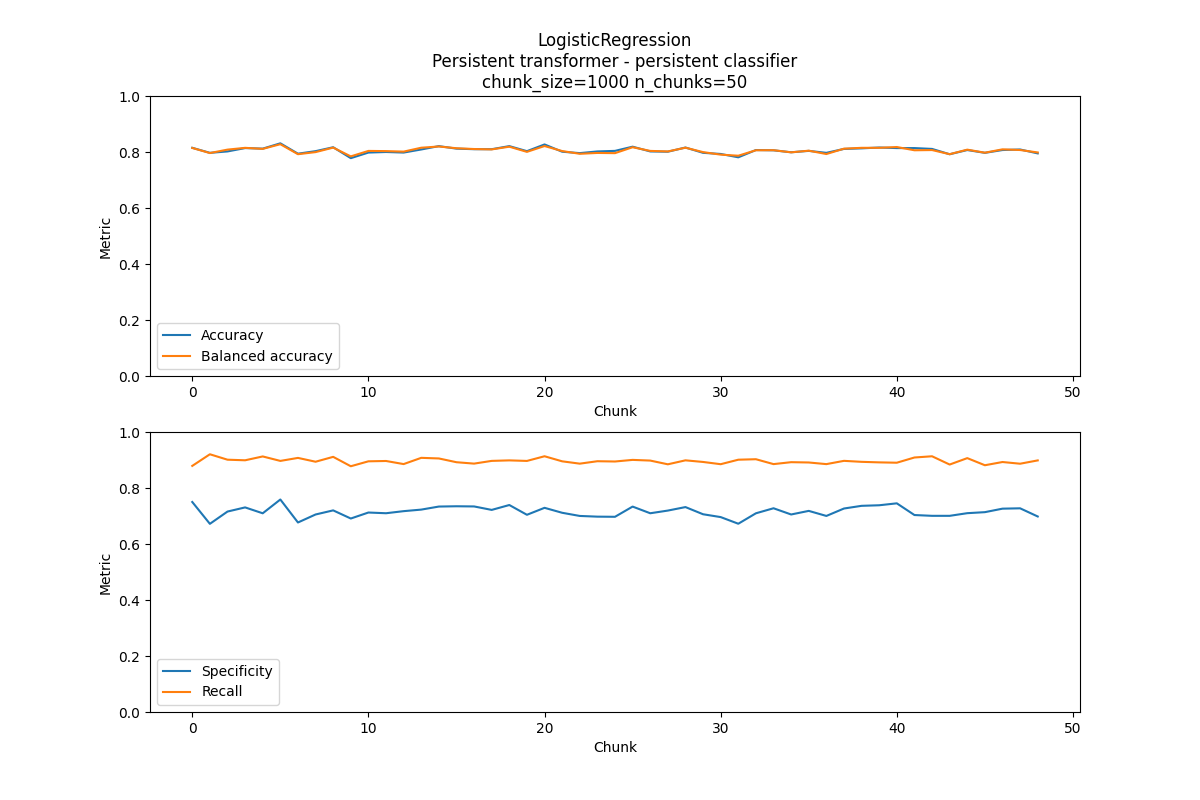 LogisticRegression
Persistent transformer - persistent classifier
chunk_size=1000 n_chunks=50
1.0
0.8
0.6
0.4
0.2
0.0
Metric
Accuracy
Balanced accuracy
0 10 20 30 40 50
Chunk
1.0
0.8
0.6
0.4
0.2
0.0
Metric
Specificity
Recall
0 10 20 30 40 50
Chunk